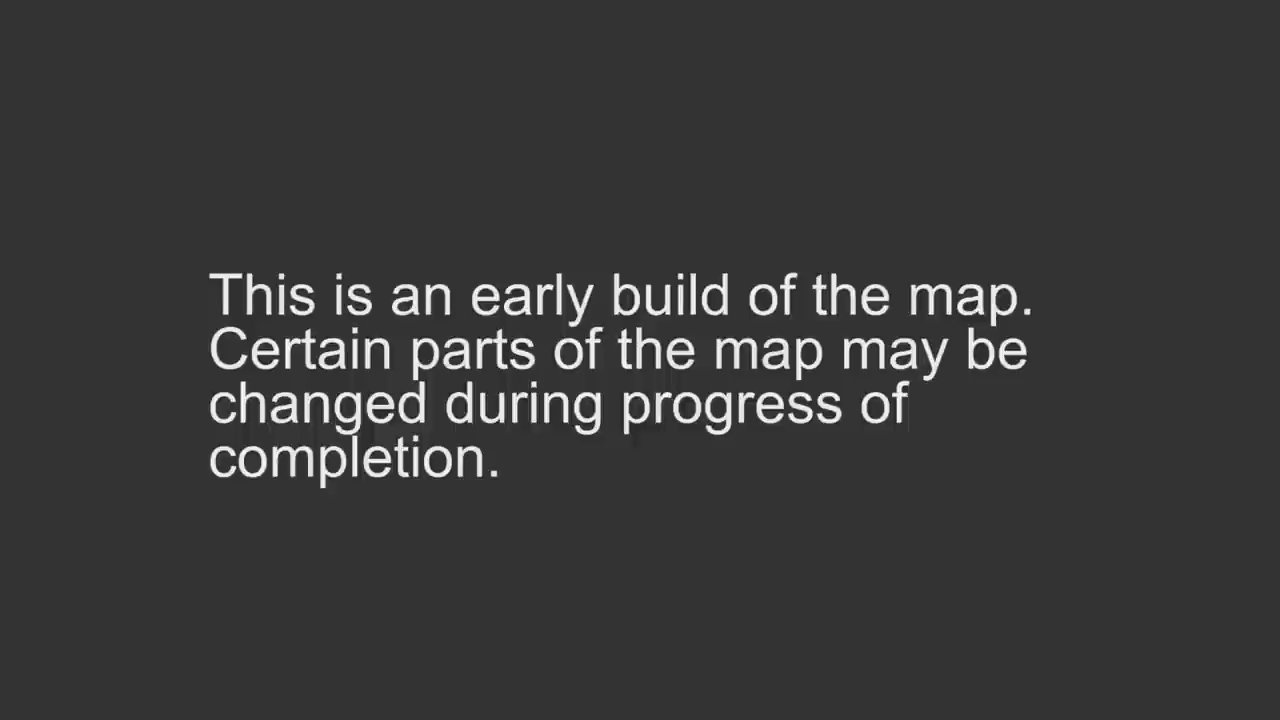 This is an early build of the map.
Certain parts of the map may be
changed during progress of
completion.